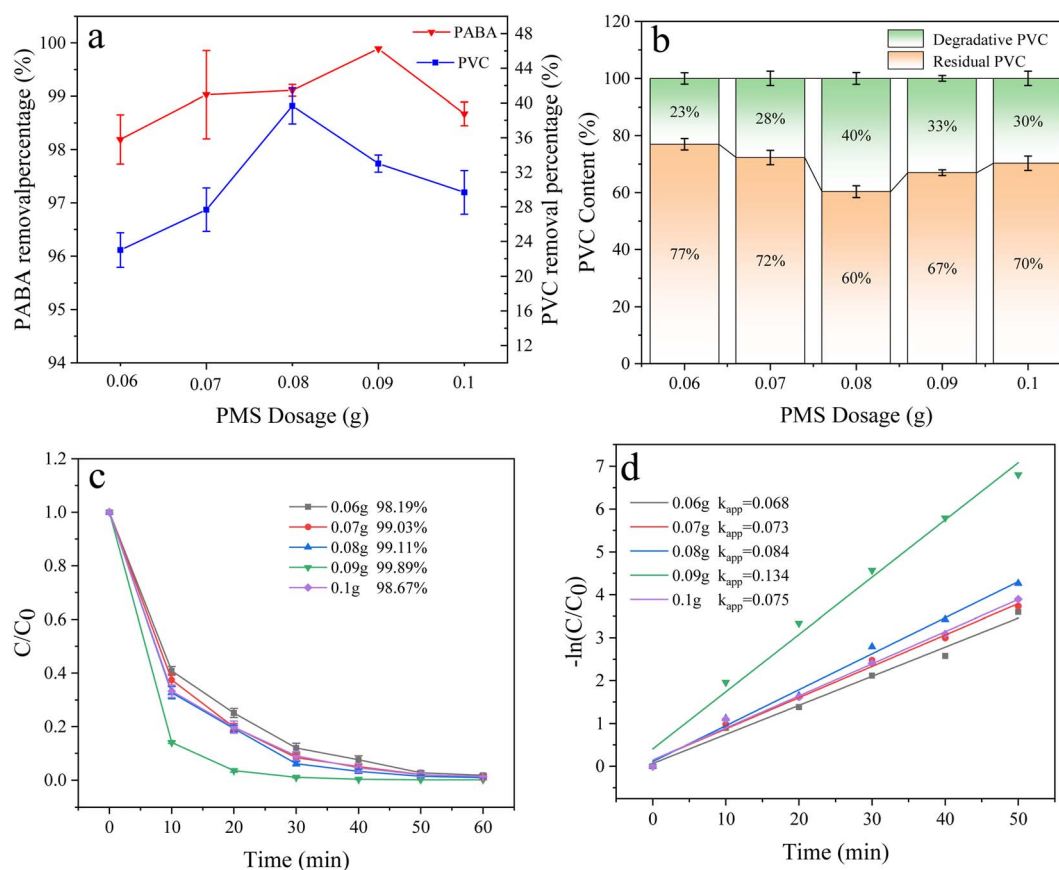 a
PABA
PVC
PABA removalpercentage (%)
100
99
98
97
96
95
94
48
44
40
36
32
28
24
20
16
12
PVC removal percentage (%)
0.06 0.07 0.08 0.09 0.1
PMS Dosage (g)
b
Degradative PVC
Residual PVC
PVC Content (%)
120
100
80
60
40
20
0
23% 28% 40% 33% 30%
77% 72% 60% 67% 70%
0.06 0.07 0.08 0.09 0.1
PMS Dosage (g)
c
0.06g 98.19%
0.07g 99.03%
0.08g 99.11%
0.09g 99.89%
0.1g 98.67%
C/C0
1.2
1.0
0.8
0.6
0.4
0.2
0.0
0 10 20 30 40 50 60
Time (min)
d
0.06g kapp=0.068
0.07g kapp=0.073
0.08g kapp=0.084
0.09g kapp=0.134
0.1g kapp=0.075
-ln(C/C0)
7
6
5
4
3
2
1
0
0 10 20 30 40 50
Time (min)